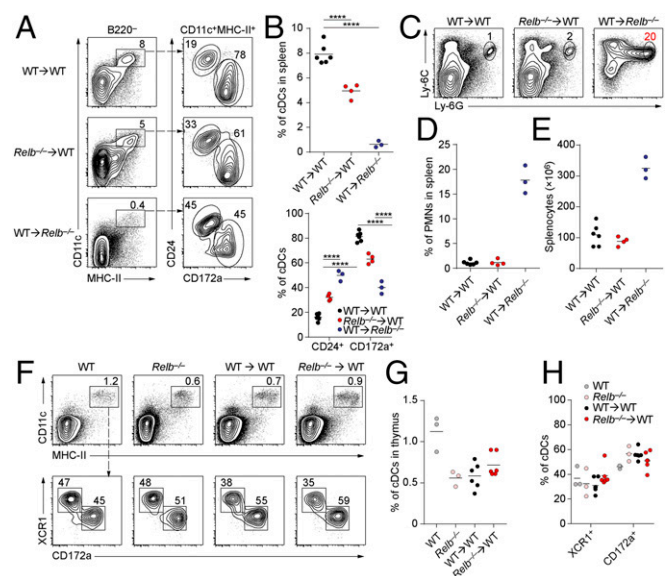 A
B220–
CD11c+MHC-II+
WT→WT
8
19
78
Relb–/–→WT
5
33
61
WT→Relb–/–
0.4
45
45
CD11c
MHC-II
CD24
CD172a
B
% of cDCs in spleen
10
8
6
4
2
0
****
****
WT→WT
Relb–/–→WT
WT→Relb–/–
% of cDCs
100
80
60
40
20
0
****
****
****
****
CD24+
CD172a+
WT→WT
Relb–/–→WT
WT→Relb–/–
C
WT→WT
Relb–/–→WT
WT→Relb–/–
1
2
20
Ly-6C
Ly-6G
D
% of PMNs in spleen
30
20
10
0
WT→WT
Relb–/–→WT
WT→Relb–/–
E
Splenocytes (×10⁶)
400
300
200
100
0
WT→WT
Relb–/–→WT
WT→Relb–/–
F
WT
Relb–/–
WT → WT
Relb–/– → WT
1.2
0.6
0.7
0.9
CD11c
MHC-II
47
45
48
51
38
55
35
59
XCR1
CD172a
G
% of cDCs in thymus
1.5
1
0.5
0
WT
Relb–/–
WT→WT
Relb–/–→WT
H
WT
Relb–/–
WT→WT
Relb–/–→WT
% of cDCs
100
80
60
40
20
0
XCR1+
CD172a+